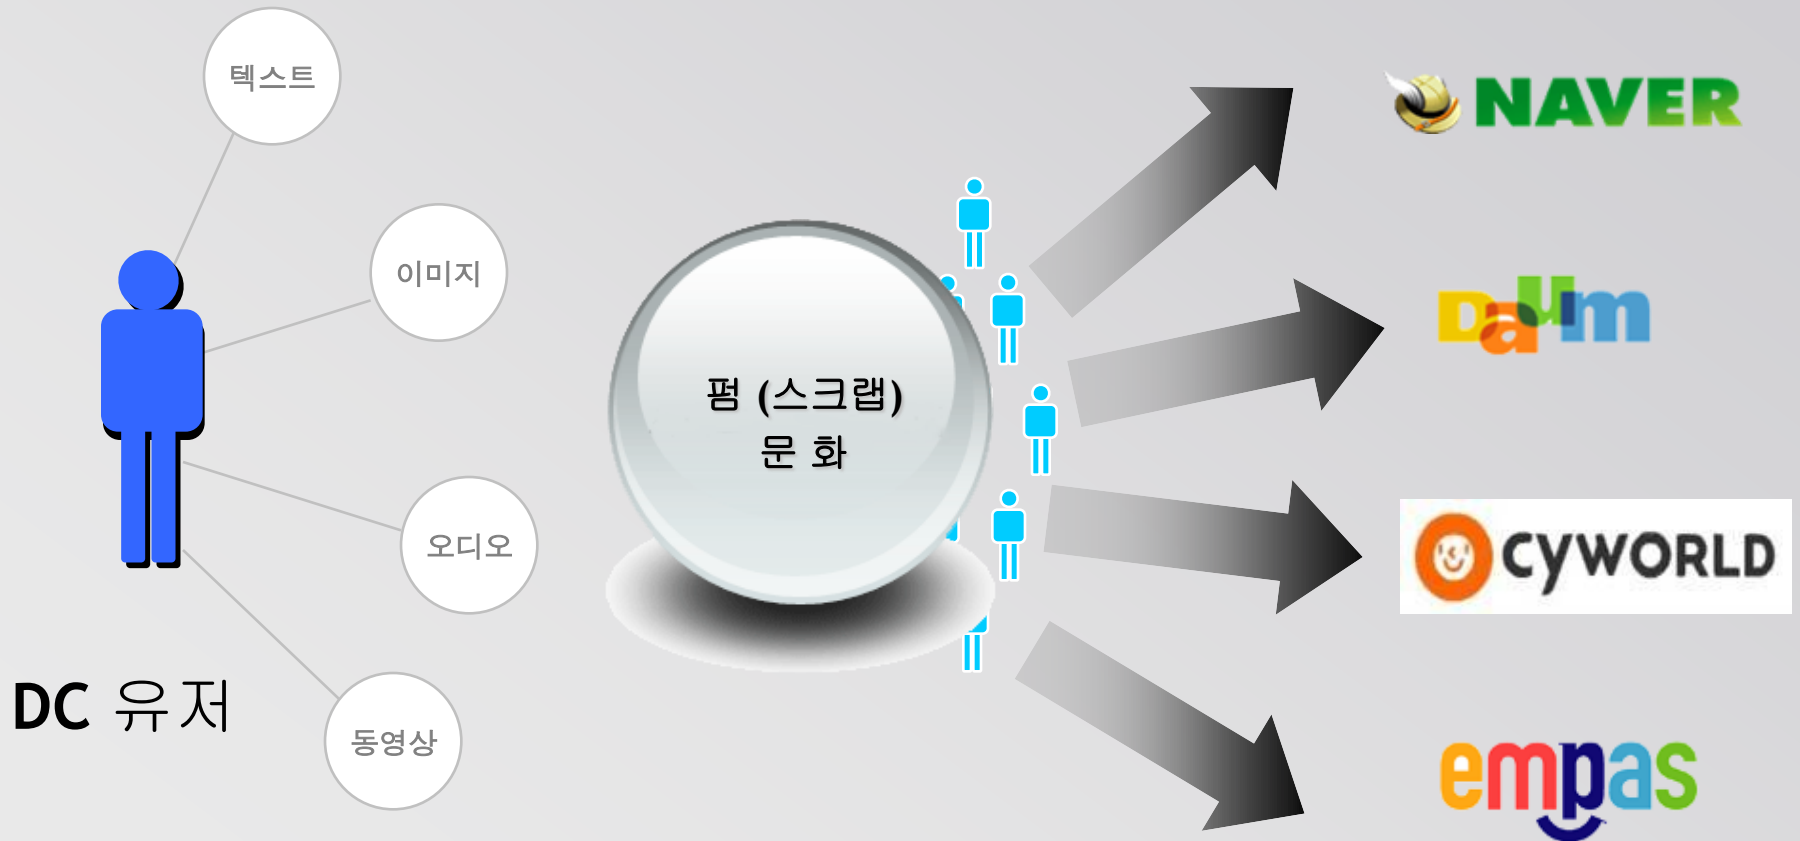 텍스트
이미지
오디오
동영상
DC 유저
펌 (스크랩)
문 화
NAVER
Daum
CYWORLD
empas